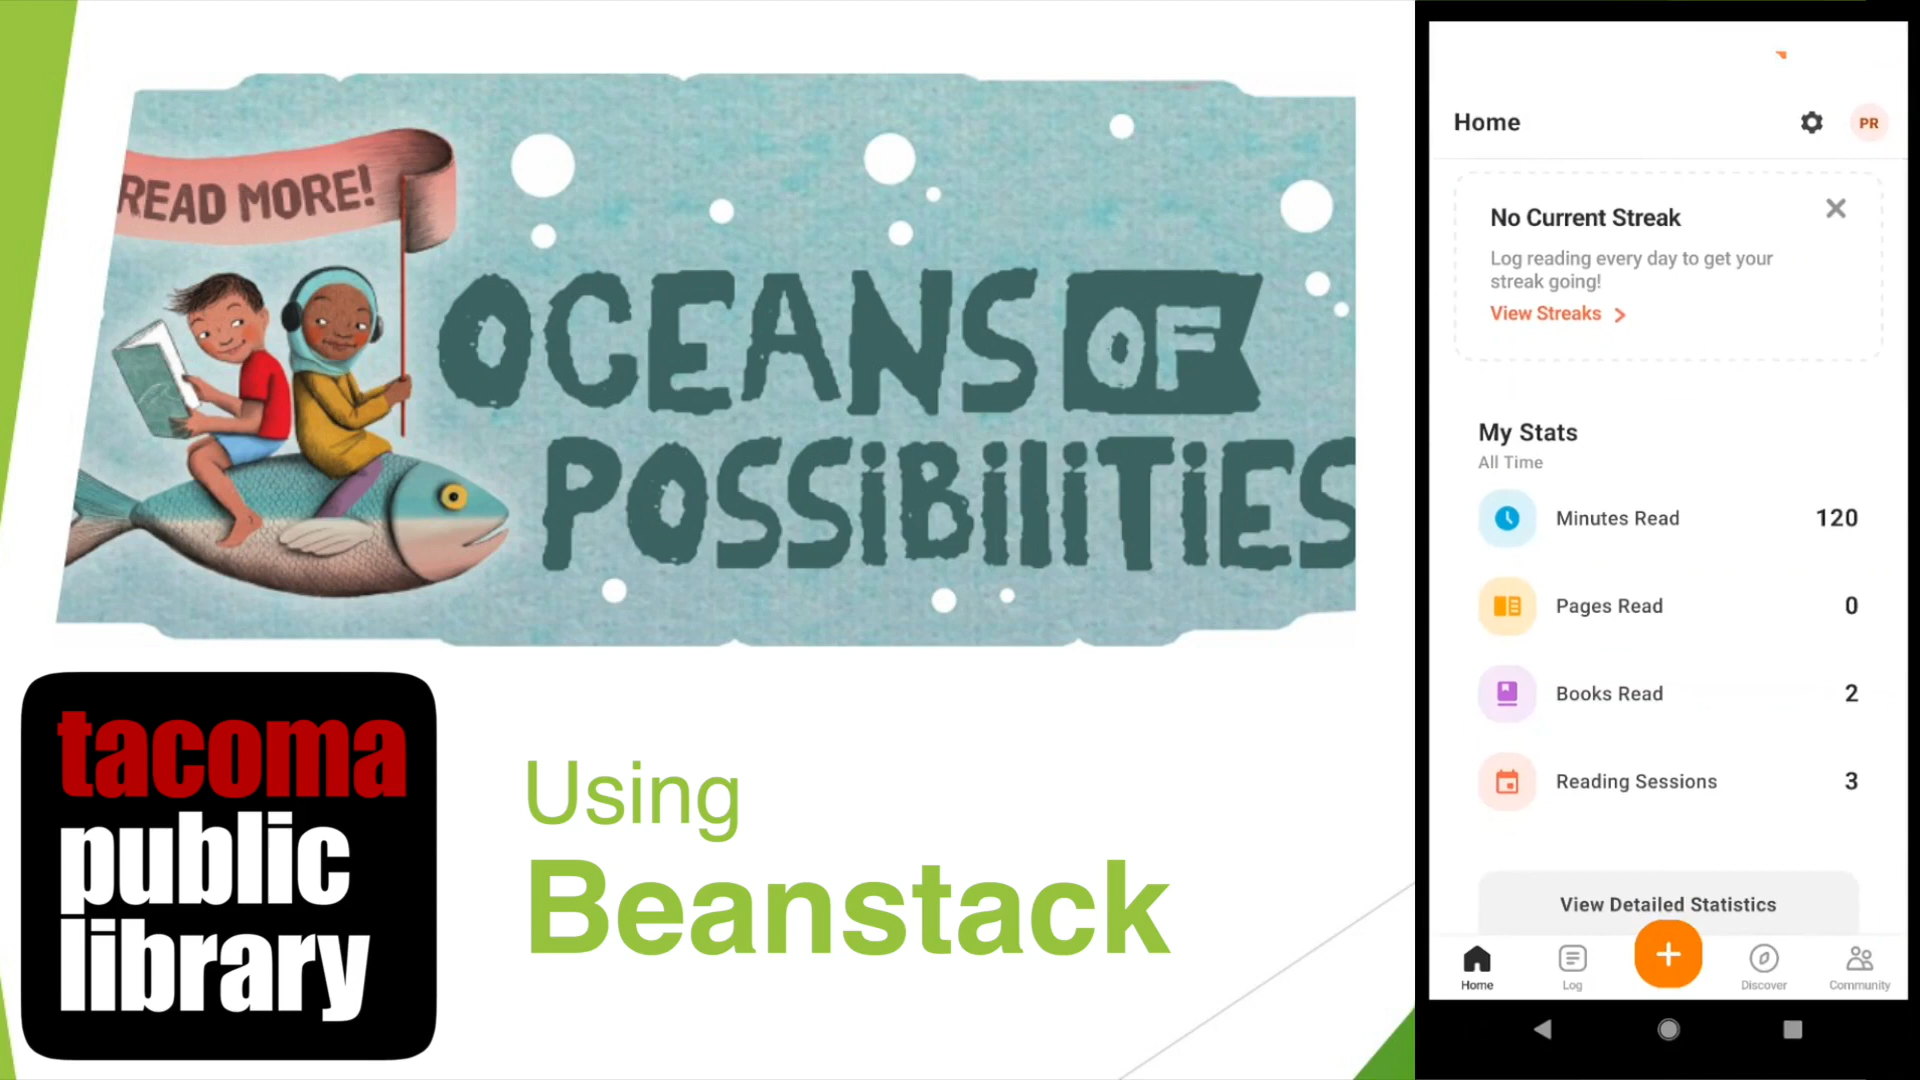 READ MORE!
OCEANS OF
POSSIBILITIES
tacoma
public
library
Using
Beanstack
Home
PR
No Current Streak
Log reading every day to get your
streak going!
View Streaks
My Stats
All Time
Minutes Read 120
Pages Read 0
Books Read 2
Reading Sessions 3
View Detailed Statistics
Home Log Discover Community